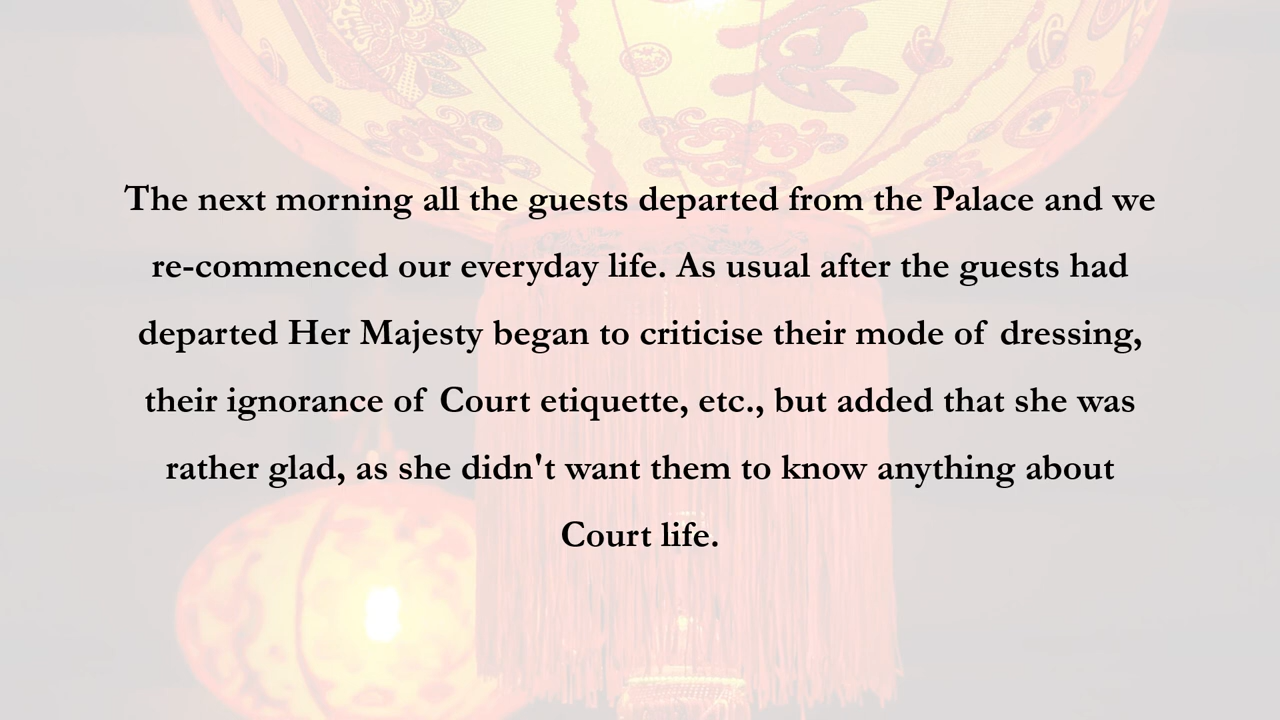 The next morning all the guests departed from the Palace and we
re-commenced our everyday life. As usual after the guests had
departed Her Majesty began to criticise their mode of dressing,
their ignorance of Court etiquette, etc., but added that she was
rather glad, as she didn't want them to know anything about
Court life.